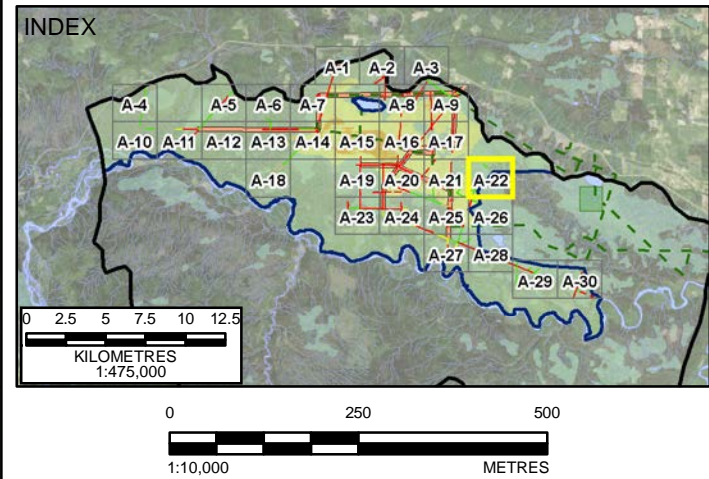 INDEX
A-1 A-2 A-3
A-4 A-5 A-6 A-7 A-8 A-9
A-10 A-11 A-12 A-13 A-14 A-15 A-16 A-17
A-18 A-19 A-20 A-21 A-22
A-23 A-24 A-25 A-26
A-27 A-28
A-29 A-30
0 2.5 5 7.5 10 12.5
KILOMETRES
1:475,000
0 250 500
1:10,000 METRES